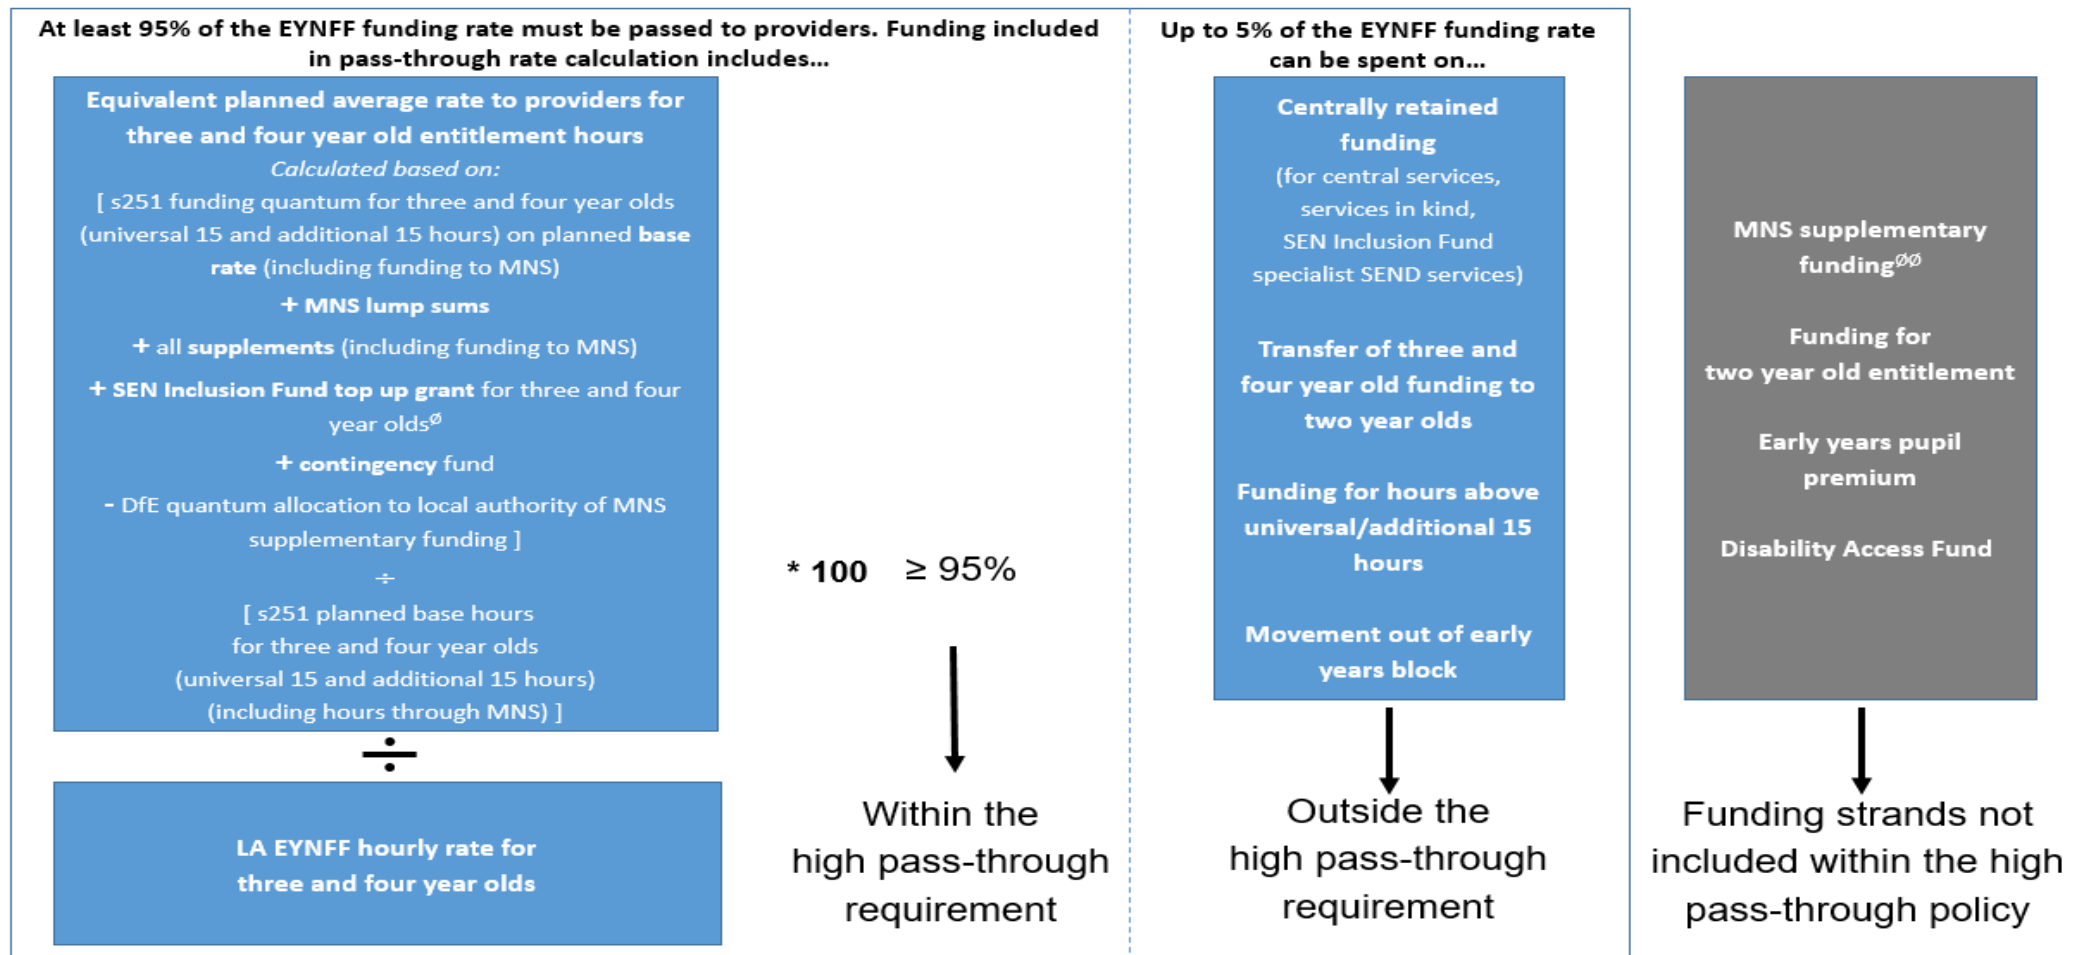 At least 95% of the EYNFF funding rate must be passed to providers. Funding included
in pass-through rate calculation includes...
Equivalent planned average rate to providers for
three and four year old entitlement hours
Calculated based on:
[ s251 funding quantum for three and four year olds
(universal 15 and additional 15 hours) on planned base
rate (including funding to MNS)
+ MNS lump sums
+ all supplements (including funding to MNS)
+ SEN Inclusion Fund top up grant for three and four
year olds^ø
+ contingency fund
- DfE quantum allocation to local authority of MNS
supplementary funding ]
÷
[ s251 planned base hours
for three and four year olds
(universal 15 and additional 15 hours)
(including hours through MNS) ]
÷
LA EYNFF hourly rate for
three and four year olds
* 100 ≥ 95%
Within the
high pass-through
requirement
Up to 5% of the EYNFF funding rate
can be spent on...
Centrally retained
funding
(for central services,
services in kind,
SEN Inclusion Fund
specialist SEND services)
Transfer of three and
four year old funding to
two year olds
Funding for hours above
universal/additional 15
hours
Movement out of early
years block
Outside the
high pass-through
requirement
MNS supplementary
funding^øø
Funding for
two year old entitlement
Early years pupil
premium
Disability Access Fund
Funding strands not
included within the high
pass-through policy